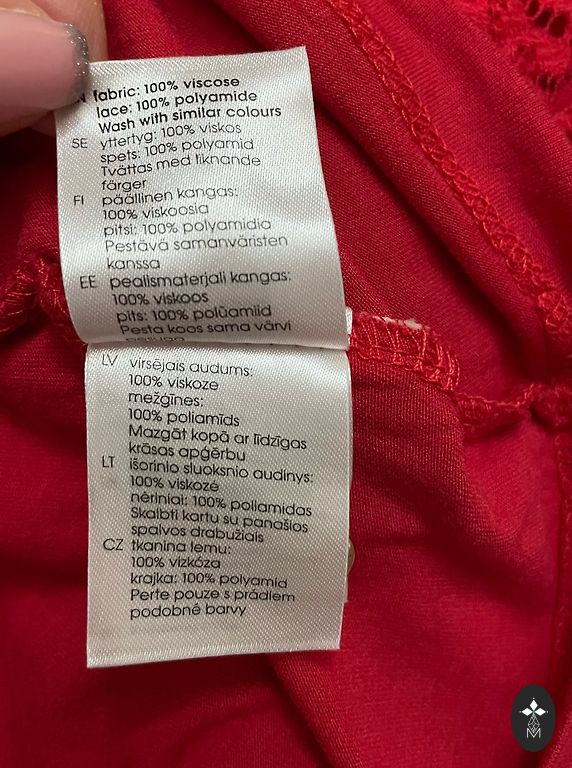 fabric: 100% viscose
lace: 100% polyamide
Wash with similar colours
SE yttertyg: 100% viskos
spets: 100% polyamid
Tvättas med liknande
färger
FI päällinen kangas:
100% viskoosia
pitsi: 100% polyamidia
Pestävä samanväristen
kanssa
EE pealismaterjali kangas:
100% viskoos
pits: 100% polüamiid
Pesta koos sama värvi
LV virsējais audums:
100% viskoze
mežģīnes:
100% poliamīds
Mazgāt kopā ar līdzīgas
krāsas apģērbu
LT išorinio sluoksnio audinys:
100% viskozė
nėriniai: 100% poliamidas
Skalbti kartu su panašios
spalvos drabužiais
CZ tkanina lemu:
100% vizkóza
krajka: 100% polyamid
Perte pouze s prádlem
podobné barvy
M